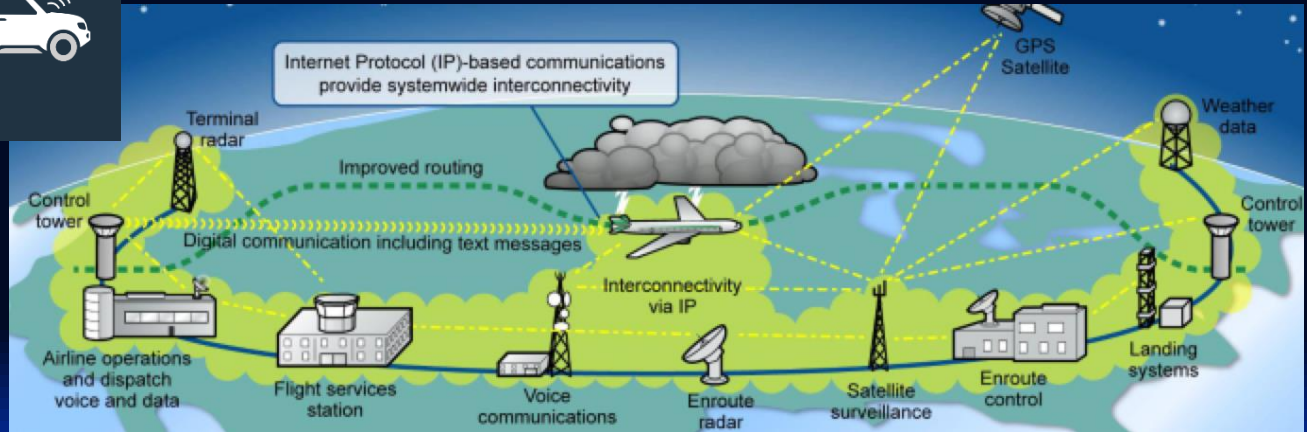 Internet Protocol (IP)-based communications
provide systemwide interconnectivity
GPS
Satellite
Terminal
radar
Weather
data
Improved routing
Control
tower
Control
tower
Digital communication including text messages
Interconnectivity
via IP
Airline operations
and dispatch
voice and data
Flight services
station
Voice
communications
Enroute
radar
Satellite
surveillance
Enroute
control
Landing
systems